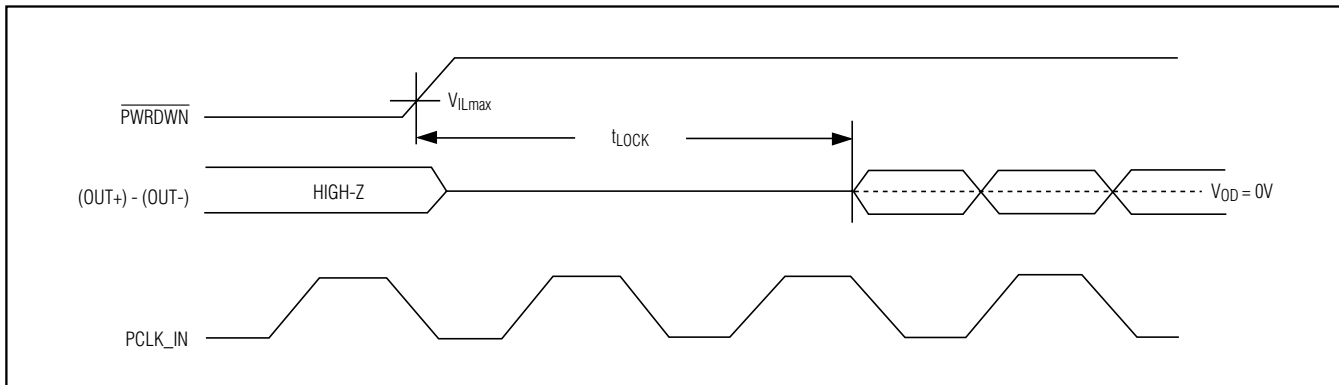 PWRDWN
VILmax
tLOCK
(OUT+) - (OUT-)
HIGH-Z
VOD = 0V
PCLK_IN